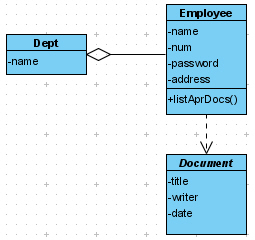 Dept
-name
Employee
-name
-num
-password
-address
+listAprDocs()
Document
-title
-writer
-date